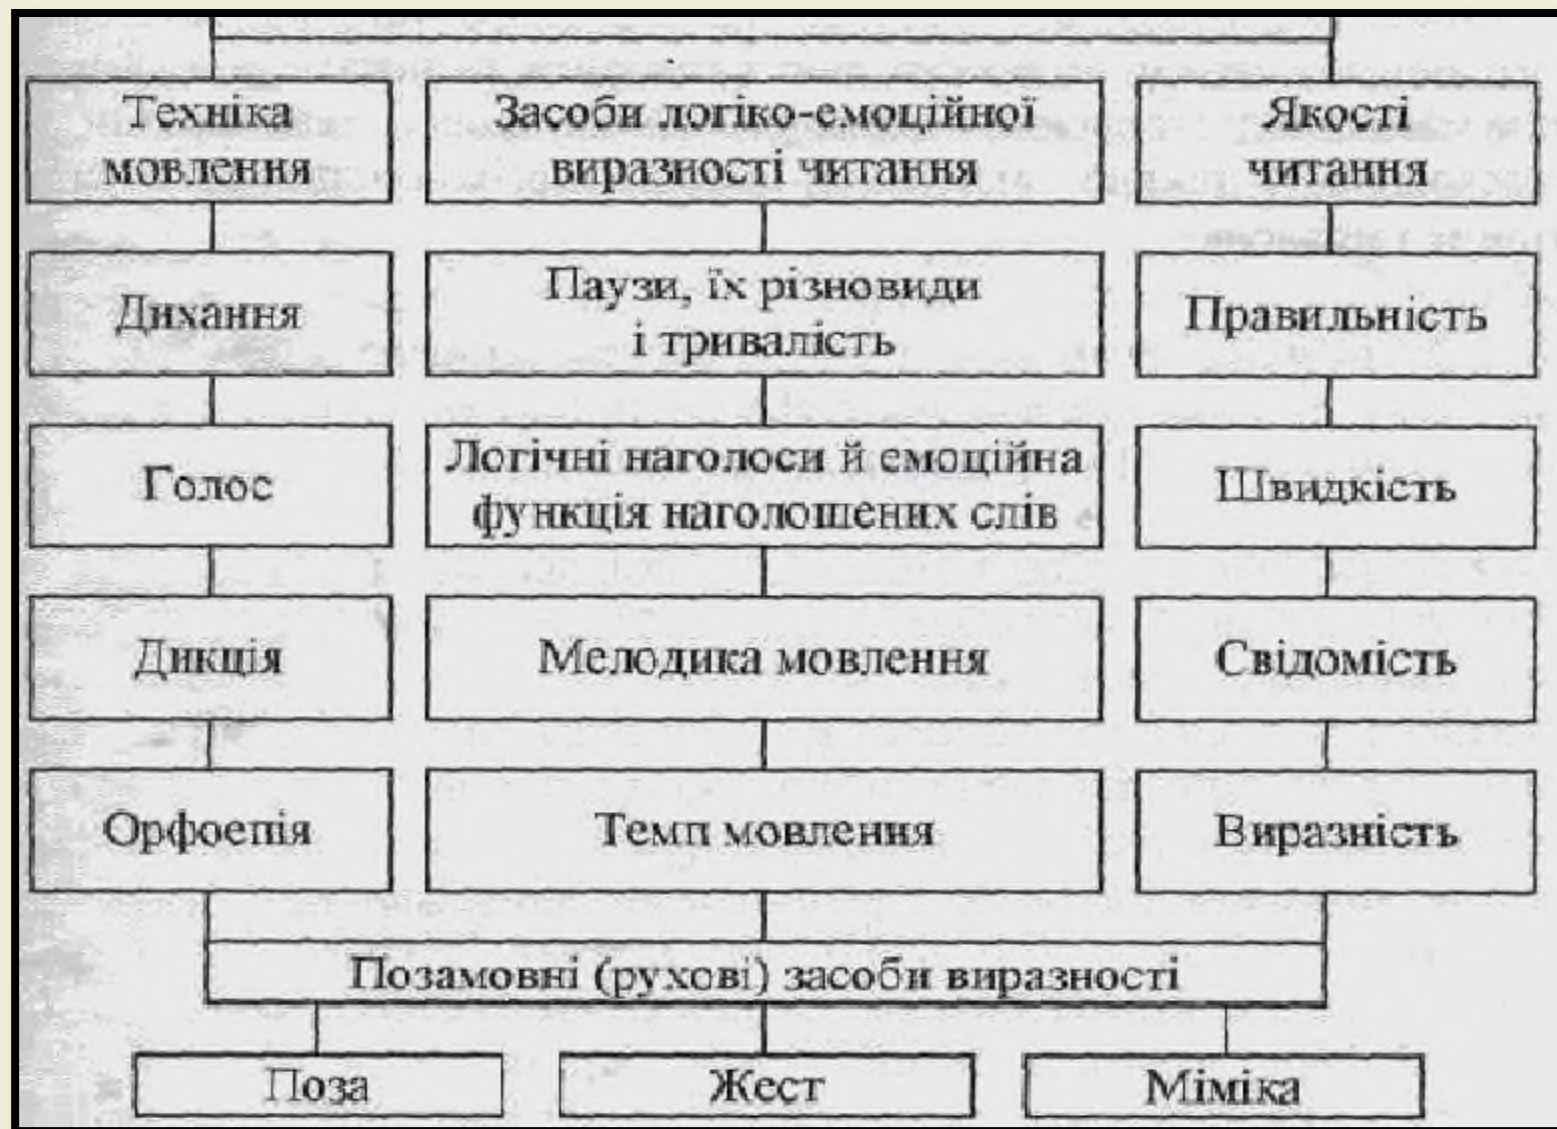 Техніка
мовлення
Засоби логіко-емоційної
виразності читання
Якості
читання
Дихання
Паузи, їх різновиди
і тривалість
Правильність
Голос
Логічні наголоси й емоційна
функція наголошених слів
Швидкість
Дикція
Мелодика мовлення
Свідомість
Орфоепія
Темп мовлення
Виразність
Позамовні (рухові) засоби виразності
Поза
Жест
Міміка